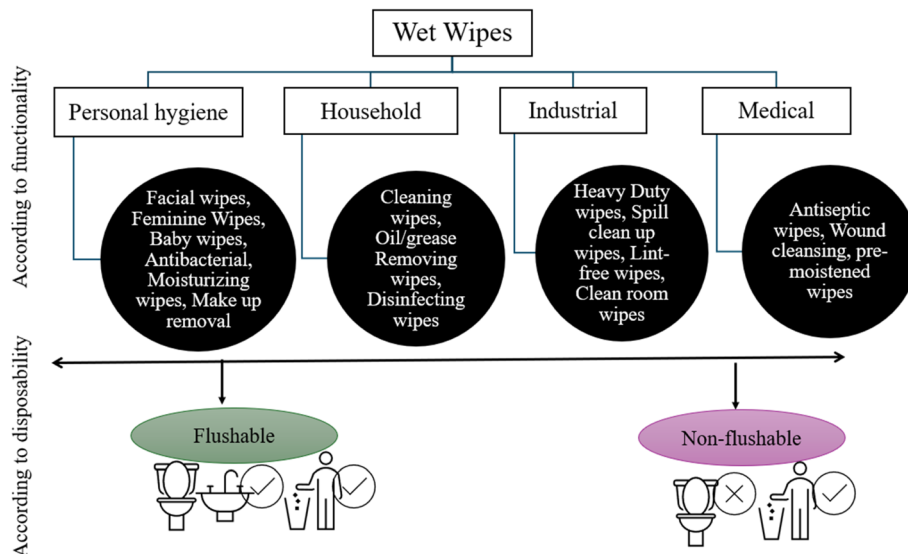 Wet Wipes
According to functionality
Personal hygiene
Household
Industrial
Medical
Facial wipes,
Feminine Wipes,
Baby wipes,
Antibacterial,
Moisturizing
wipes, Make up
removal
Cleaning
wipes,
Oil/grease
Removing
wipes,
Disinfecting
wipes
Heavy Duty
wipes, Spill
clean up
wipes, Lint-
free wipes,
Clean room
wipes
Antiseptic
wipes, Wound
cleansing, pre-
moistened
wipes
According to disposability
Flushable
Non-flushable